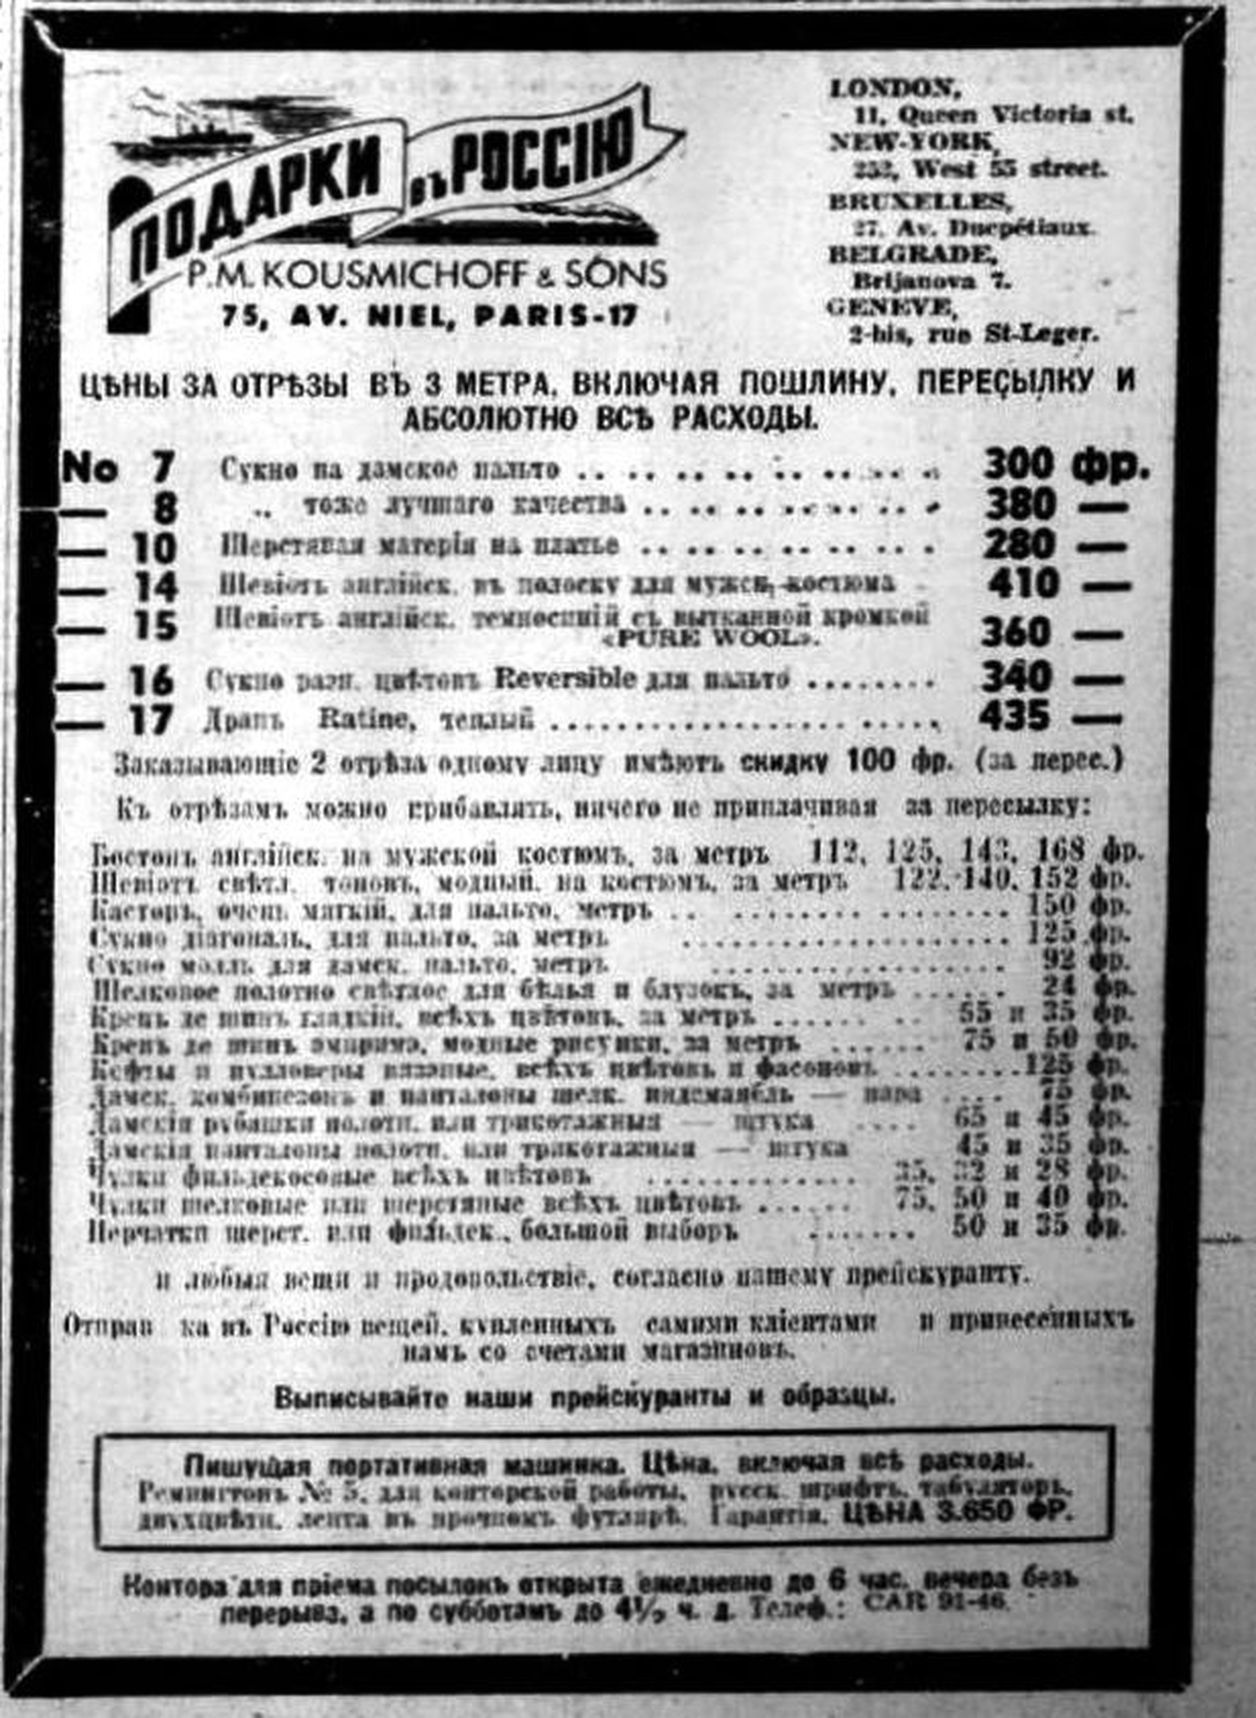 ПОДАРКИ въ РОССІЮ
P.M. KOUSMICHOFF & SONS
75, AV. NIEL, PARIS-17
LONDON,
11, Queen Victoria st.
NEW-YORK,
252, West 55 street.
BRUXELLES,
27, Av. Ducpétiaux.
BELGRADE,
Brijanova 7.
GENEVE,
2-bis, rue St-Leger.
ЦѢНЫ ЗА ОТРѢЗЫ ВЪ 3 МЕТРА, ВКЛЮЧАЯ ПОШЛИНУ, ПЕРЕСЫЛКУ И
АБСОЛЮТНО ВСѢ РАСХОДЫ.
No 7 Сукно на дамское пальто .. .. .. .. .. .. .. 300 фр.
— 8 „ тоже лучшаго качества .. .. .. .. .. .. 380 —
— 10 Шерстяная матерія на платье .. .. .. .. .. .. 280 —
— 14 Шевіотъ англійск. въ полоску для мужск. костюма 410 —
— 15 Шевіотъ англійск. темносиній съ вытканной кромкой
«PURE WOOL». 360 —
— 16 Сукно разн. цвѣтовъ Reversible для пальто ........ 340 —
— 17 Драпъ Ratine, теплый ........................ 435 —
Заказывающіе 2 отрѣза одному лицу имѣютъ скидку 100 фр. (за перес.)
Къ отрѣзамъ можно прибавлять, ничего не приплачивая за пересылку:
Бостонъ англійск. на мужской костюмъ, за метръ 112, 125, 143, 168 фр.
Шевіотъ свѣтл. тоновъ, модный, на костюмъ, за метръ 122, 140, 152 фр.
Касторъ, очень мягкій, для пальто, метръ .. ................ 150 фр.
Сукно діагональ, для пальто, за метръ .................... 125 фр.
Сукно молль для дамск. пальто, метръ .................. 92 фр.
Шелковое полотно свѣтлое для бѣлья и блузокъ, за метръ ...... 24 фр.
Крепъ де шинъ гладкій, всѣхъ цвѣтовъ, за метръ ...... .. 55 и 35 фр.
Крепъ де шинъ эмпримэ, модные рисунки, за метръ ...... 75 и 50 фр.
Кофты и пулловеры вязаные, всѣхъ цвѣтовъ и фасоновъ ........125 фр.
Дамск. комбинезонъ и панталоны шелк. индемаябль — пара .... 75 фр.
Дамскія рубашки полотн. или трикотажныя — штука .... 65 и 45 фр.
Дамскія панталоны полотн. или трикотажныя — штука 45 и 35 фр.
Чулки фильдекосовые всѣхъ цвѣтовъ ............. 35, 32 и 28 фр.
Чулки шелковые или шерстяные всѣхъ цвѣтовъ ...... 75, 50 и 40 фр.
Перчатки шерст. или фильдек., большой выборъ ....... 50 и 35 фр.
и любыя вещи и продовольствіе, согласно нашему прейскуранту.
Отправ ка въ Россію вещей, купленныхъ самими кліентами и принесенныхъ
намъ со счетами магазиновъ.
Выписывайте наши прейскуранты и образцы.
Пишущая портативная машинка. Цѣна, включая всѣ расходы.
Ремингтонъ № 5, для конторской работы, русск. шрифтъ, табуляторъ,
двухцвѣтн. лента въ прочномъ футлярѣ. Гарантія. ЦѢНА 3.650 ФР.
Контора для пріема посылокъ открыта ежедневно до 6 час. вечера безъ
перерыва, а по субботамъ до 4½ ч. д. Телеф.: CAR 91-46.